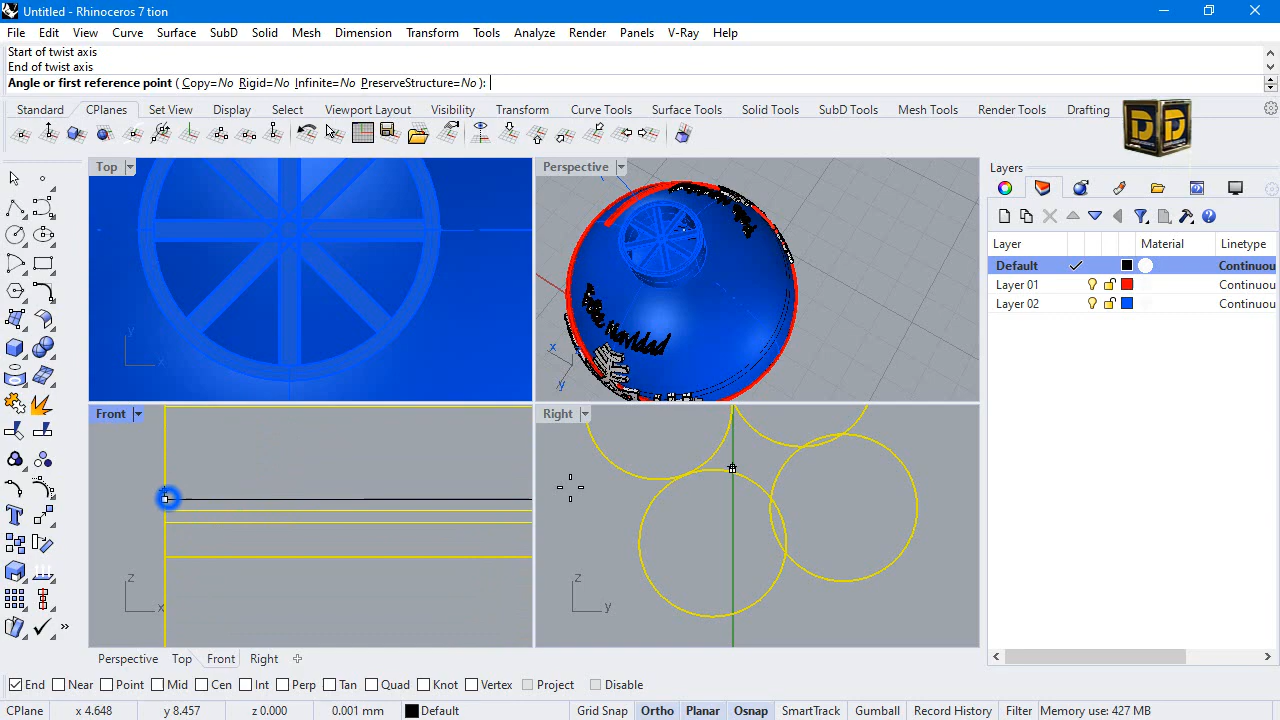 Untitled - Rhinoceros 7 tion
File Edit View Curve Surface SubD Solid Mesh Dimension Transform Tools Analyze Render Panels V-Ray Help
Start of twist axis
End of twist axis
Angle or first reference point ( Copy=No Rigid=No Infinite=No PreserveStructure=No ):
Standard CPlanes Set View Display Select Viewport Layout Visibility Transform Curve Tools Surface Tools Solid Tools SubD Tools Mesh Tools Render Tools Drafting
Top
Perspective
Layers
Layer Material Linetype
Default Continuou
Layer 01 Continuou
Layer 02 Continuou
y
x
Navidad
x
y
Front
Right
z
x
z
y
Perspective Top Front Right
End Near Point Mid Cen Int Perp Tan Quad Knot Vertex Project Disable
CPlane x 4.648 y 8.457 z 0.000 0.001 mm Default Grid Snap Ortho Planar Osnap SmartTrack Gumball Record History Filter Memory use: 427 MB